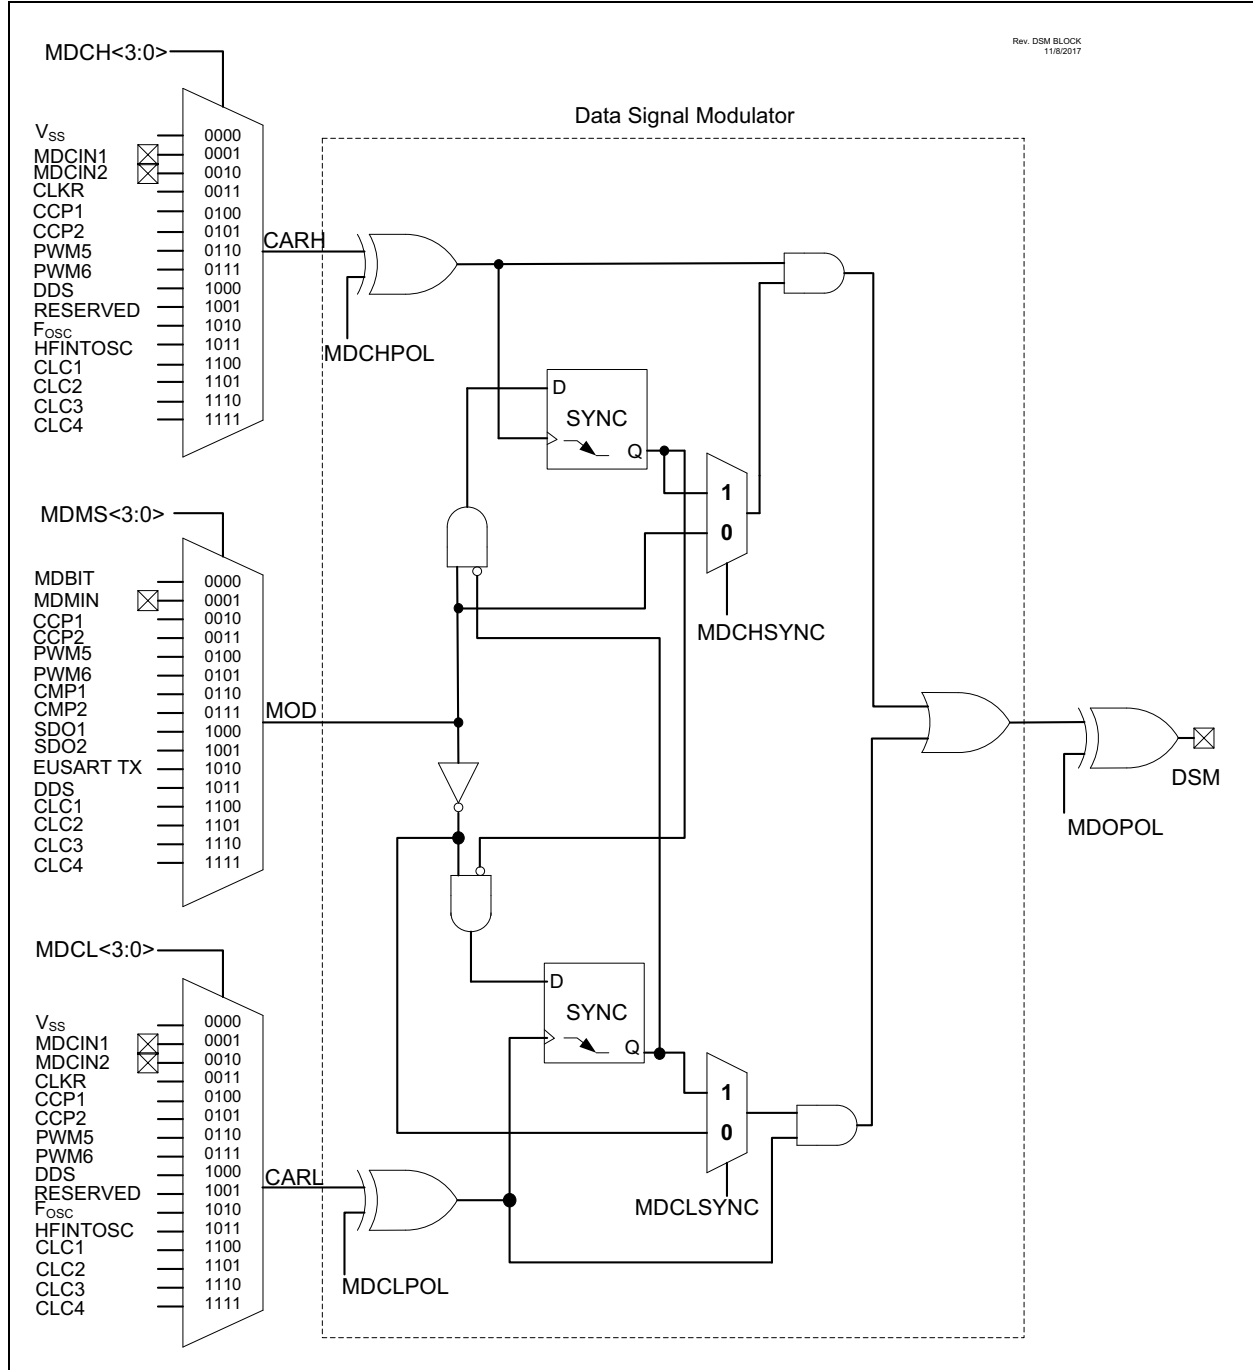 Rev. DSM BLOCK
11/8/2017
MDCH<3:0>
Data Signal Modulator
VSS 0000
MDCIN1 0001
MDCIN2 0010
CLKR 0011
CCP1 0100
CCP2 0101
PWM5 0110
PWM6 0111
DDS 1000
RESERVED 1001
FOSC 1010
HFINTOSC 1011
CLC1 1100
CLC2 1101
CLC3 1110
CLC4 1111
CARH
MDCHPOL
D
SYNC
Q
1
0
MDCHSYNC
MDMS<3:0>
MDBIT 0000
MDMIN 0001
CCP1 0010
CCP2 0011
PWM5 0100
PWM6 0101
CMP1 0110
CMP2 0111
SDO1 1000
SDO2 1001
EUSART TX 1010
DDS 1011
CLC1 1100
CLC2 1101
CLC3 1110
CLC4 1111
MOD
DSM
MDOPOL
MDCL<3:0>
VSS 0000
MDCIN1 0001
MDCIN2 0010
CLKR 0011
CCP1 0100
CCP2 0101
PWM5 0110
PWM6 0111
DDS 1000
RESERVED 1001
FOSC 1010
HFINTOSC 1011
CLC1 1100
CLC2 1101
CLC3 1110
CLC4 1111
D
SYNC
Q
1
0
CARL
MDCLSYNC
MDCLPOL